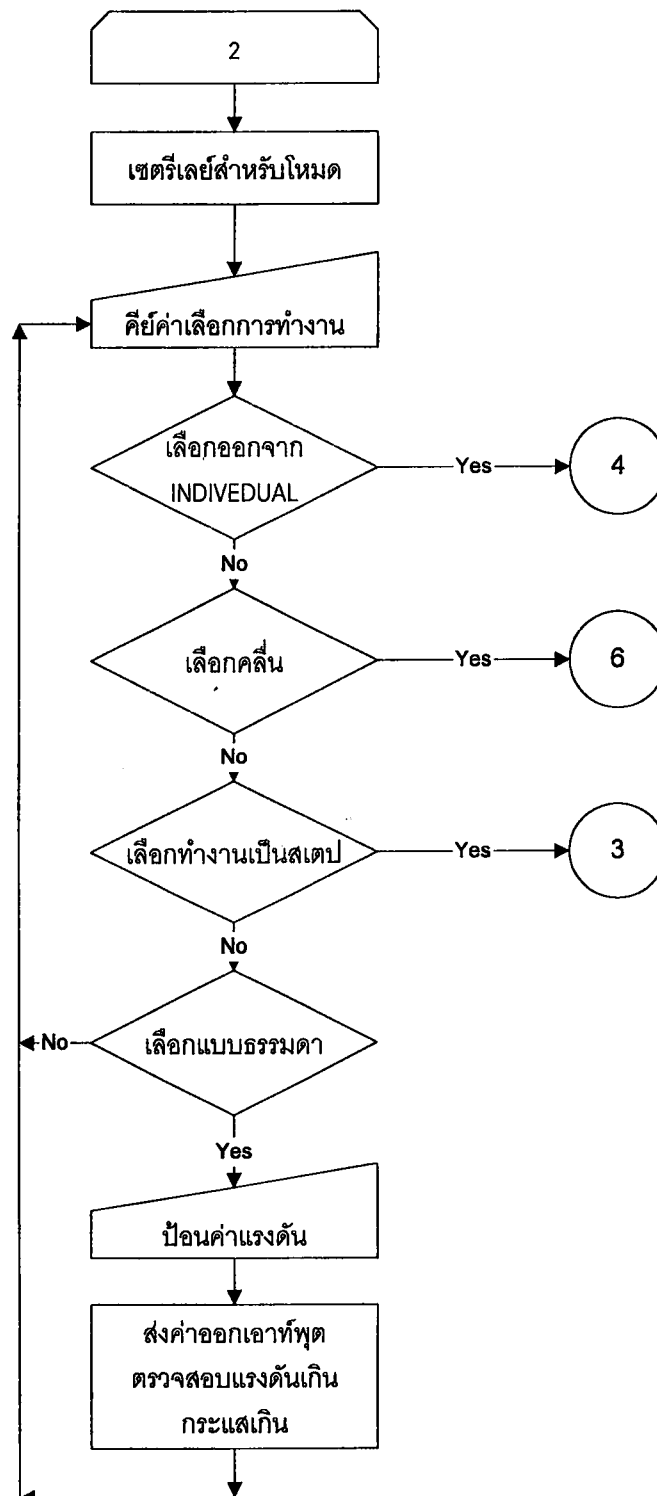 2
เซตรีเลย์สำหรับโหมด
คีย์ค่าเลือกการทำงาน
เลือกออกจาก
INDIVEDUAL
Yes
4
No
เลือกคลื่น
Yes
6
No
เลือกทำงานเป็นสเตป
Yes
3
No
เลือกแบบธรรมดา
No
Yes
ป้อนค่าแรงดัน
ส่งค่าออกเอาท์พุต
ตรวจสอบแรงดันเกิน
กระแสเกิน